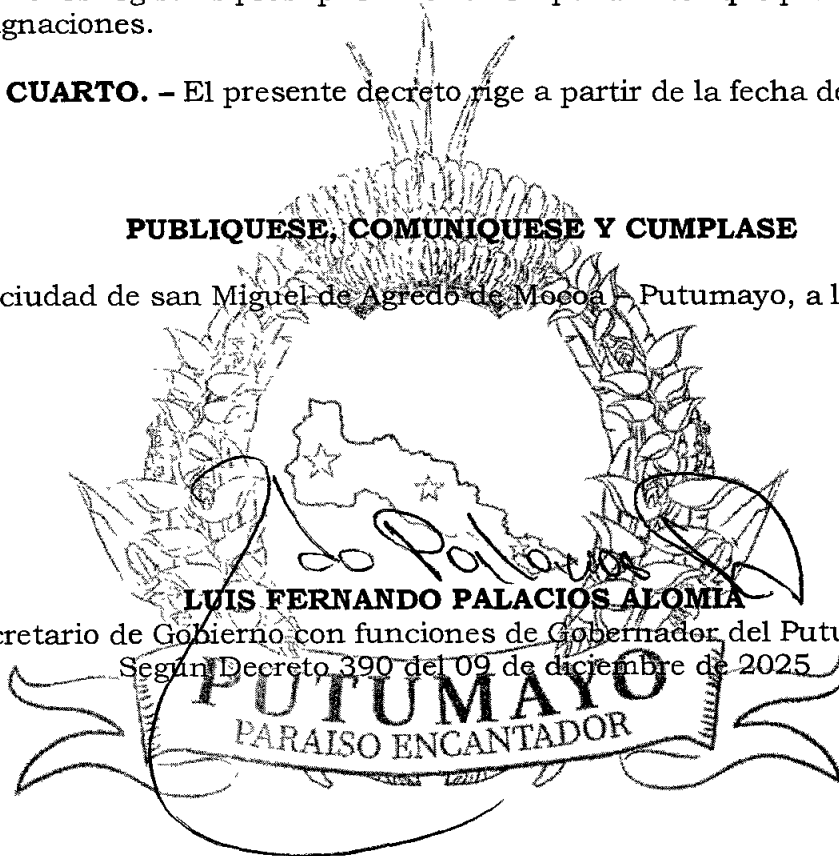 ignaciones.
CUARTO. – El presente decreto rige a partir de la fecha de
PUBLIQUESE, COMUNIQUESE Y CUMPLASE
ciudad de san Miguel de Agredo de Mocoa – Putumayo, a l
Palacios
LUIS FERNANDO PALACIOS ALOMIA
cretario de Gobierno con funciones de Gobernador del Putu
Según Decreto 390 del 09 de diciembre de 2025
PUTUMAYO
PARAISO ENCANTADOR